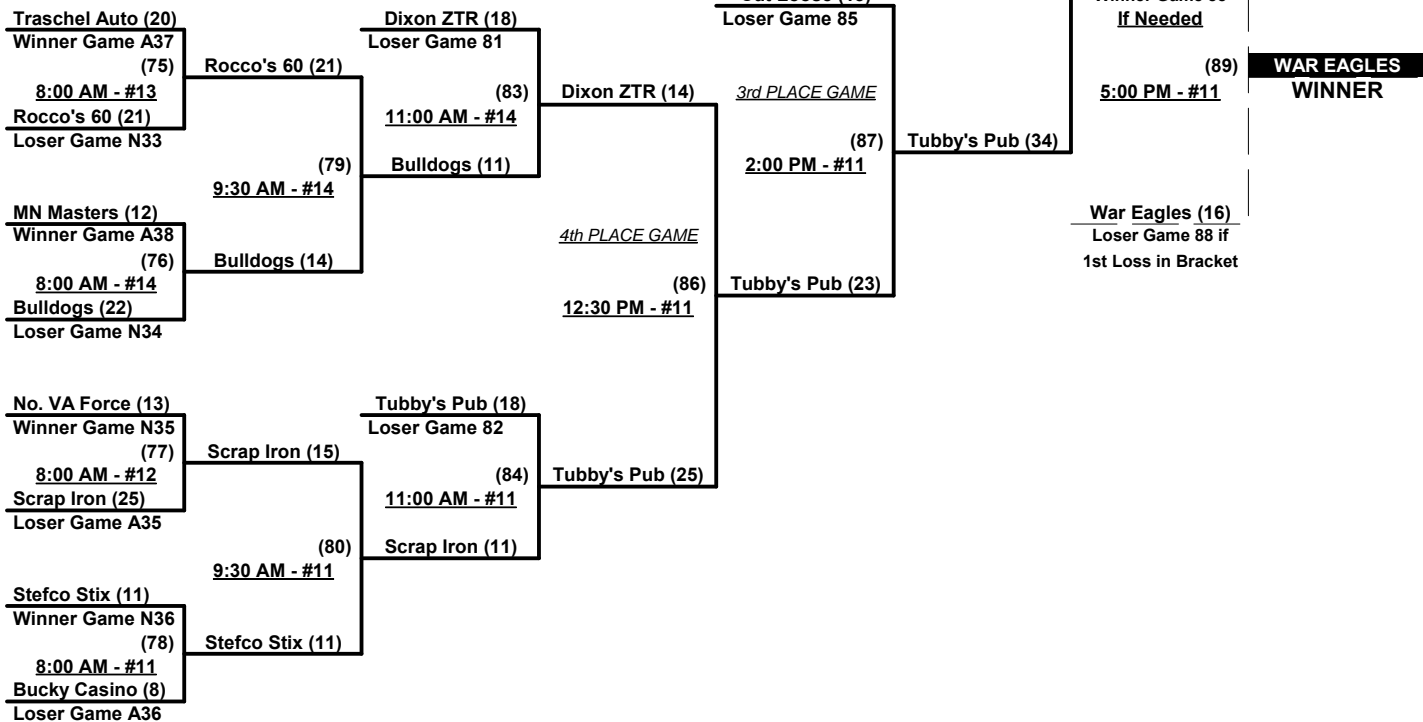 Cut Loose (18)
Winner Game 88
Traschel Auto (20)
Dixon ZTR (18)
Loser Game 85
If Needed
Winner Game A37
Loser Game 81
(75)
Rocco's 60 (21)
(89)
WAR EAGLES
8:00 AM - #13
(83)
Dixon ZTR (14)
3rd PLACE GAME
5:00 PM - #11
WINNER
Rocco's 60 (21)
11:00 AM - #14
Loser Game N33
(87)
Tubby's Pub (34)
(79)
Bulldogs (11)
2:00 PM - #11
9:30 AM - #14
MN Masters (12)
War Eagles (16)
Winner Game A38
4th PLACE GAME
Loser Game 88 if
(76)
Bulldogs (14)
1st Loss in Bracket
8:00 AM - #14
(86)
Tubby's Pub (23)
Bulldogs (22)
12:30 PM - #11
Loser Game N34
No. VA Force (13)
Tubby's Pub (18)
Winner Game N35
Loser Game 82
(77)
Scrap Iron (15)
8:00 AM - #12
(84)
Tubby's Pub (25)
Scrap Iron (25)
11:00 AM - #11
Loser Game A35
(80)
Scrap Iron (11)
9:30 AM - #11
Stefco Stix (11)
Winner Game N36
(78)
Stefco Stix (11)
8:00 AM - #11
Bucky Casino (8)
Loser Game A36